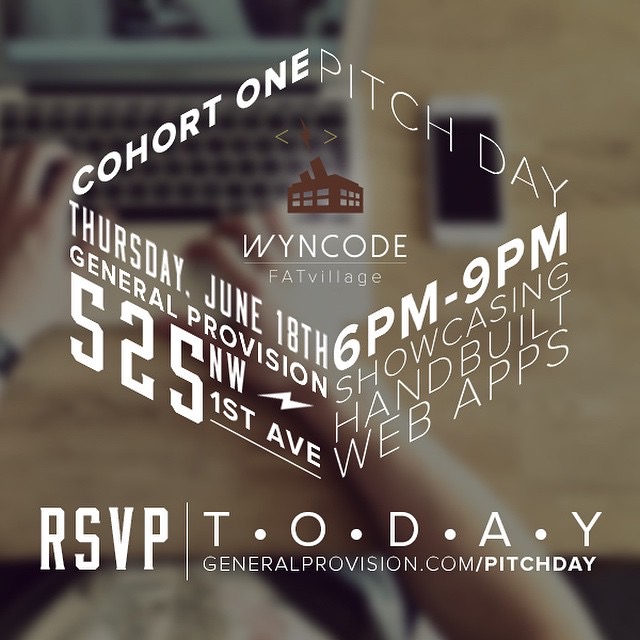 COHORT ONE PITCH DAY
WYNCODE
FATvillage
THURSDAY, JUNE 18TH
GENERAL PROVISION
525 NW
1ST AVE
6PM-9PM
SHOWCASING
HANDBUILT
WEB APPS
RSVP
T•O•D•A•Y
GENERALPROVISION.COM/PITCHDAY